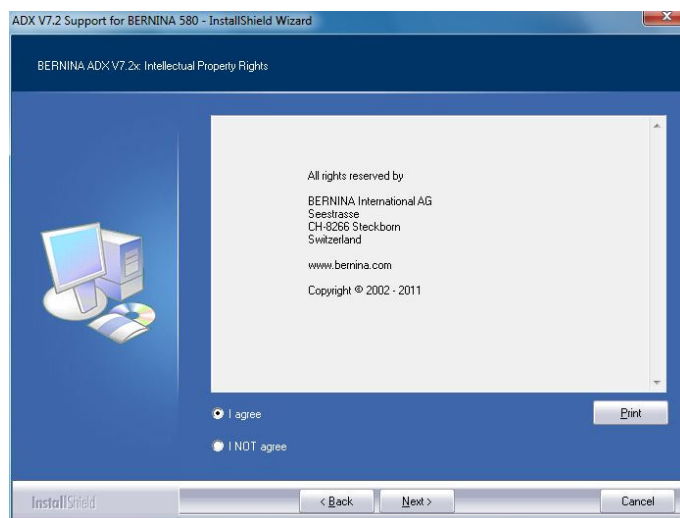 ADX V7.2 Support for BERNINA 580 - InstallShield Wizard
BERNINA ADX V7.2x: Intellectual Property Rights
All rights reserved by
BERNINA International AG
Seestrasse
CH-8266 Steckborn
Switzerland
www.bernina.com
Copyright © 2002 - 2011
I agree
Print
I NOT agree
InstallShield
< Back
Next >
Cancel